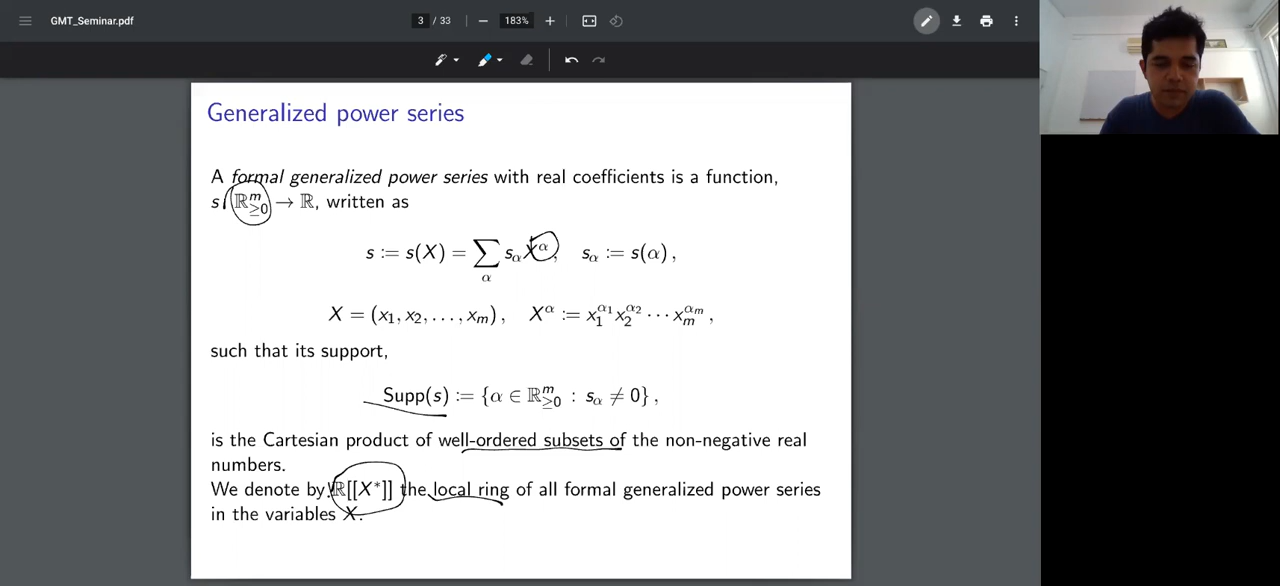 GMT_Seminar.pdf
3 / 33
183%
Generalized power series
A formal generalized power series with real coefficients is a function,
s: ℝ^m_{≥0} → ℝ, written as
s := s(X) = ∑_α s_α X^α, s_α := s(α),
X = (x_1, x_2, ..., x_m), X^α := x_1^{α_1} x_2^{α_2} ⋯ x_m^{α_m},
such that its support,
Supp(s) := {α ∈ ℝ^m_{≥0} : s_α ≠ 0},
is the Cartesian product of well-ordered subsets of the non-negative real
numbers.
We denote by ℝ[[X*]] the local ring of all formal generalized power series
in the variables X.